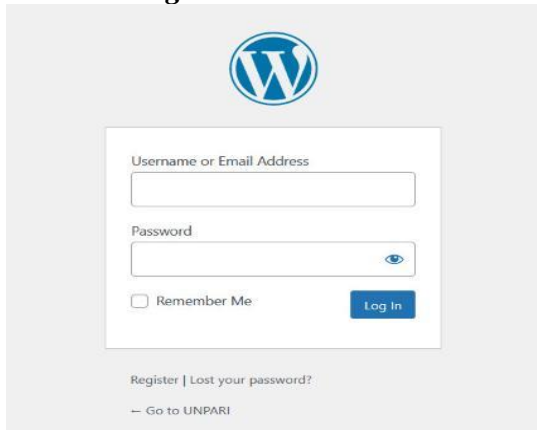 Username or Email Address
Password
Remember Me
Log In
Register | Lost your password?
← Go to UNPARI